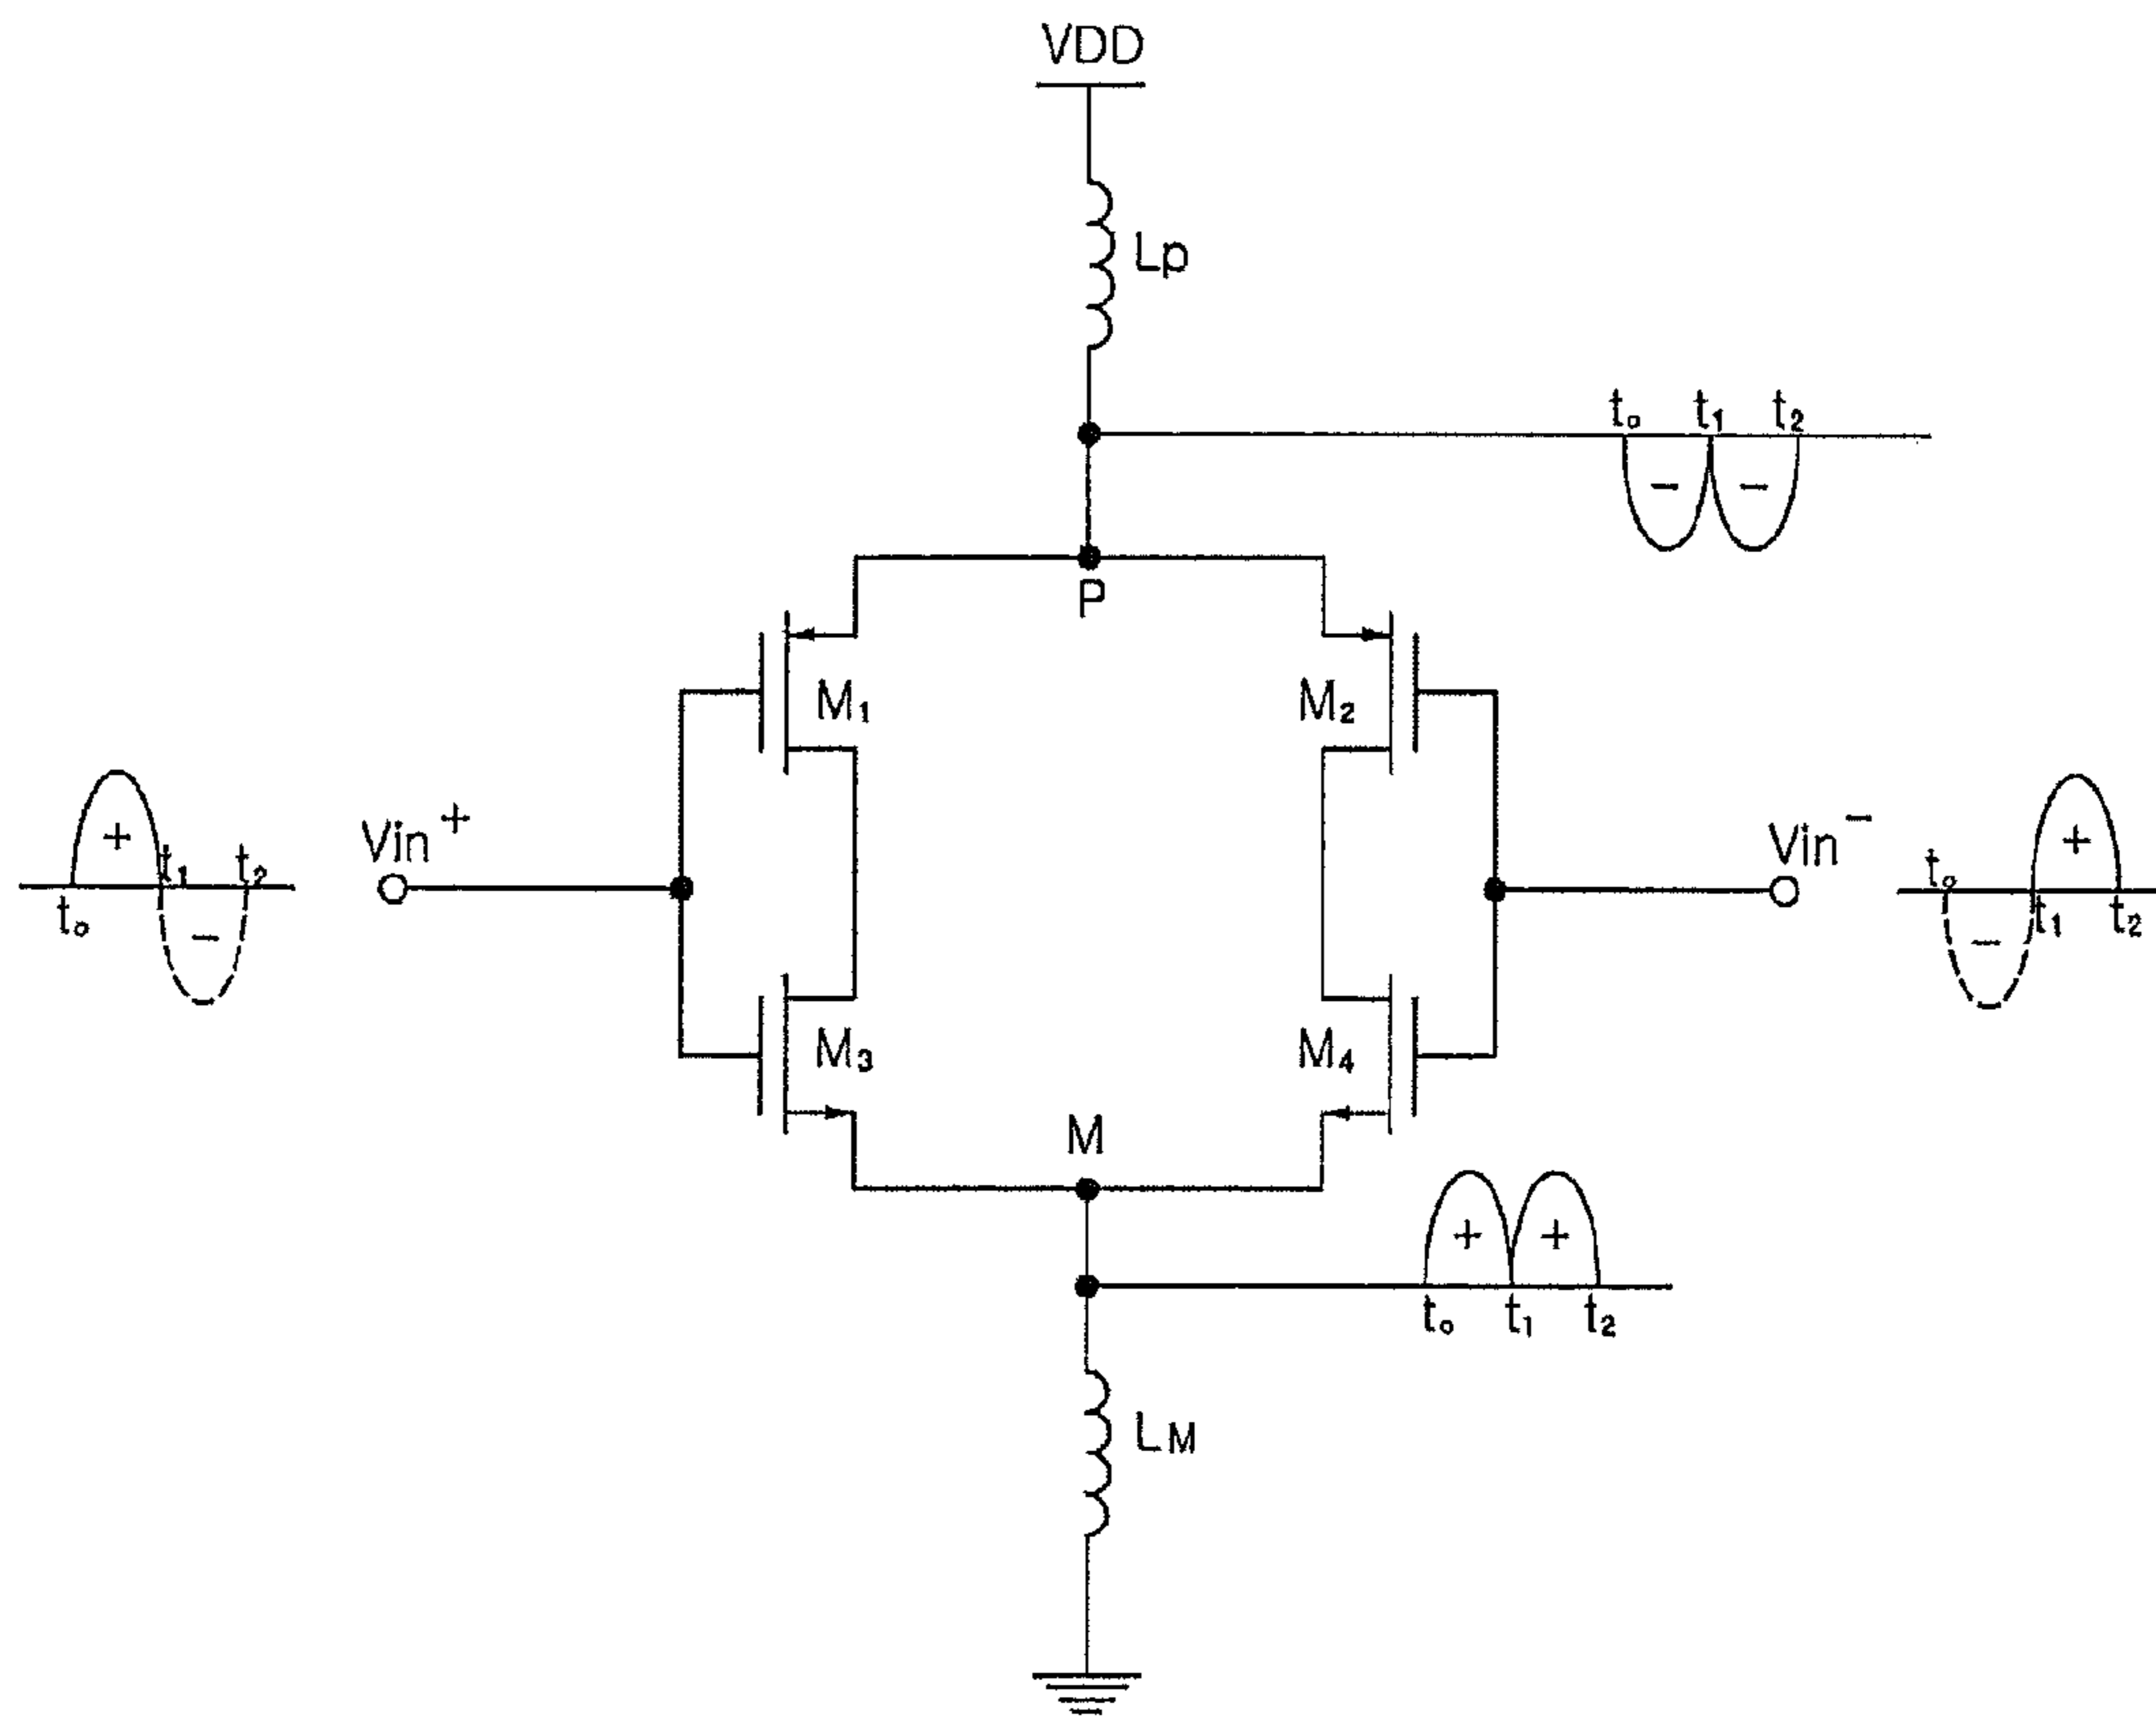 VDD
Lp
t₀ t₁ t₂
− −
P
M₁ M₂
+ t₁ t₂
t₀ −
Vin⁺
Vin⁻
t₀ + t₁ t₂
−
M₃ M₄
M
+ +
t₀ t₁ t₂
LM